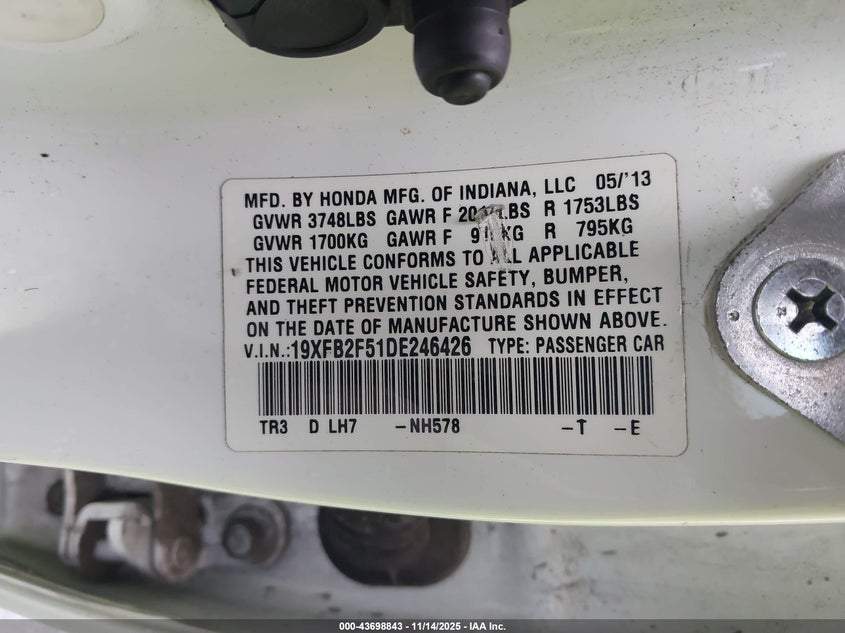 MFD. BY HONDA MFG. OF INDIANA, LLC 05/'13
GVWR 3748LBS GAWR F R 1753LBS
GVWR 1700KG GAWR F R 795KG
THIS VEHICLE CONFORMS TO ALL APPLICABLE
FEDERAL MOTOR VEHICLE SAFETY, BUMPER,
AND THEFT PREVENTION STANDARDS IN EFFECT
ON THE DATE OF MANUFACTURE SHOWN ABOVE.
V.I.N.:19XFB2F51DE246426 TYPE: PASSENGER CAR
TR3 D LH7 -NH578 -T -E
000-43698843 | 11/14/2025 - IAA Inc.